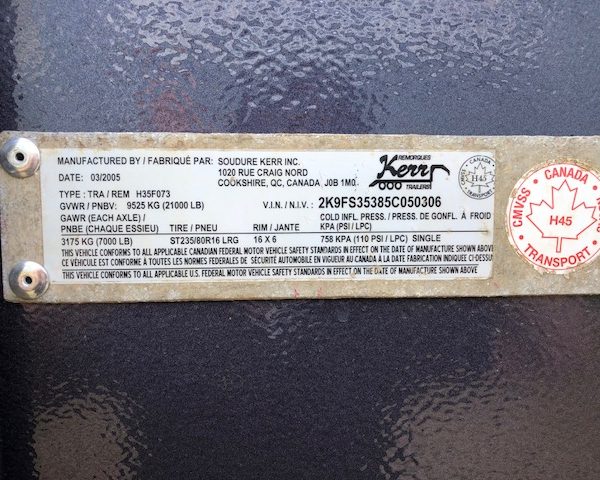 MANUFACTURED BY / FABRIQUÉ PAR: SOUDURE KERR INC.
1020 RUE CRAIG NORD
COOKSHIRE, QC, CANADA J0B 1M0
REMORQUES
Kerr
TRAILERS
CMVSS CANADA
H45
TRANSPORT
DATE: 03/2005
TYPE : TRA / REM H35F073
GVWR / PNBV: 9525 KG (21000 LB)
V.I.N. / N.I.V. : 2K9FS35385C050306
GAWR (EACH AXLE) /
PNBE (CHAQUE ESSIEU)
TIRE / PNEU
RIM / JANTE
COLD INFL. PRESS. / PRESS. DE GONFL. À FROID
KPA (PSI / LPC)
3175 KG (7000 LB) ST235/80R16 LRG 16 X 6 758 KPA (110 PSI / LPC) SINGLE
THIS VEHICLE CONFORMS TO ALL APPLICABLE CANADIAN FEDERAL MOTOR VEHICLE SAFETY STANDARDS IN EFFECT ON THE DATE OF MANUFACTURE SHOWN ABOVE
CE VÉHICULE CONFORME À TOUTES LES NORMES FEDERALES DE SÉCURITÉ AUTOMOBILE EN VIGUEUR AU CANADA À LA DATE FABRICATION INDIQUÉE CI-DESSU
THIS VEHICLE CONFORMS TO ALL APPLICABLE U.S. FEDERAL MOTOR VEHICLE SAFETY STANDARDS IN EFFECT ON THE DATE OF MANUFACTURE SHOWN ABOVE
CMVSS CANADA
H45
TRANSPORT